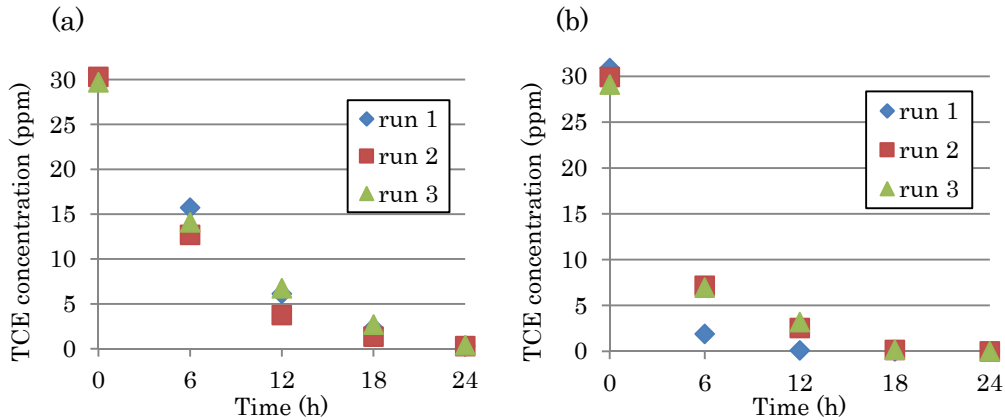 (a)
TCE concentration (ppm)
30
25
20
15
10
5
0
0 6 12 18 24
Time (h)
run 1
run 2
run 3
(b)
TCE concentration (ppm)
30
25
20
15
10
5
0
0 6 12 18 24
Time (h)
run 1
run 2
run 3